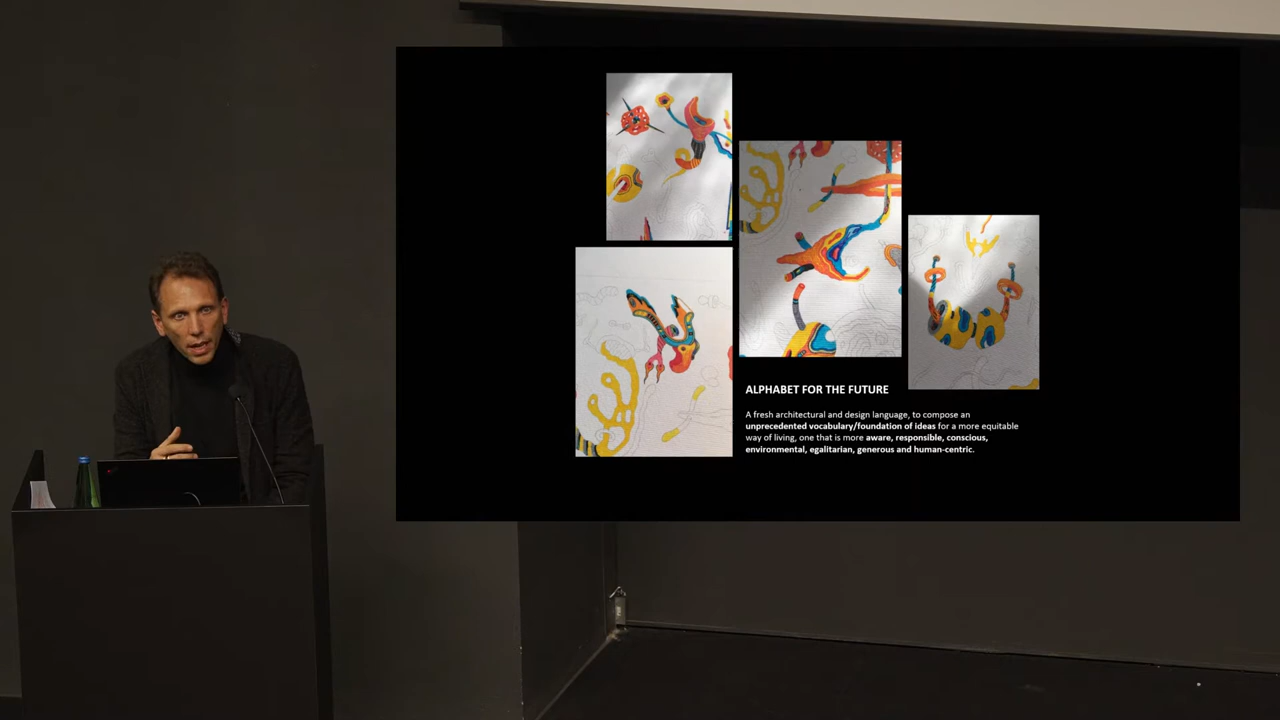 ALPHABET FOR THE FUTURE
A fresh architectural and design language, to compose an
unprecedented vocabulary/foundation of ideas for a more equitable
way of living, one that is more aware, responsible, conscious,
environmental, egalitarian, generous and human-centric.